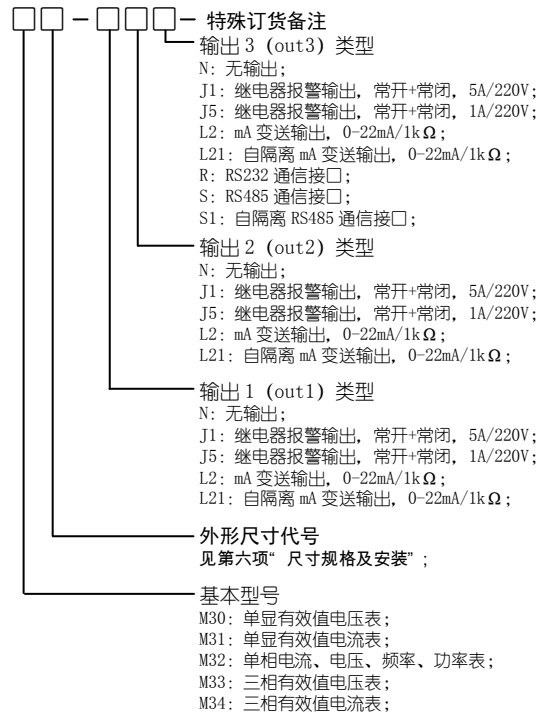 □□－□□□－ 特殊订货备注
输出 3（out3）类型
N: 无输出;
J1: 继电器报警输出，常开+常闭，5A/220V;
J5: 继电器报警输出，常开+常闭，1A/220V;
L2: mA 变送输出，0-22mA/1kΩ;
L21: 自隔离 mA 变送输出，0-22mA/1kΩ;
R: RS232 通信接口;
S: RS485 通信接口;
S1: 自隔离 RS485 通信接口;
输出 2（out2）类型
N: 无输出;
J1: 继电器报警输出，常开+常闭，5A/220V;
J5: 继电器报警输出，常开+常闭，1A/220V;
L2: mA 变送输出，0-22mA/1kΩ;
L21: 自隔离 mA 变送输出，0-22mA/1kΩ;
输出 1（out1）类型
N: 无输出;
J1: 继电器报警输出，常开+常闭，5A/220V;
J5: 继电器报警输出，常开+常闭，1A/220V;
L2: mA 变送输出，0-22mA/1kΩ;
L21: 自隔离 mA 变送输出，0-22mA/1kΩ;
外形尺寸代号
见第六项“ 尺寸规格及安装”;
基本型号
M30: 单显有效值电压表;
M31: 单显有效值电流表;
M32: 单相电流、电压、频率、功率表;
M33: 三相有效值电压表;
M34: 三相有效值电流表;